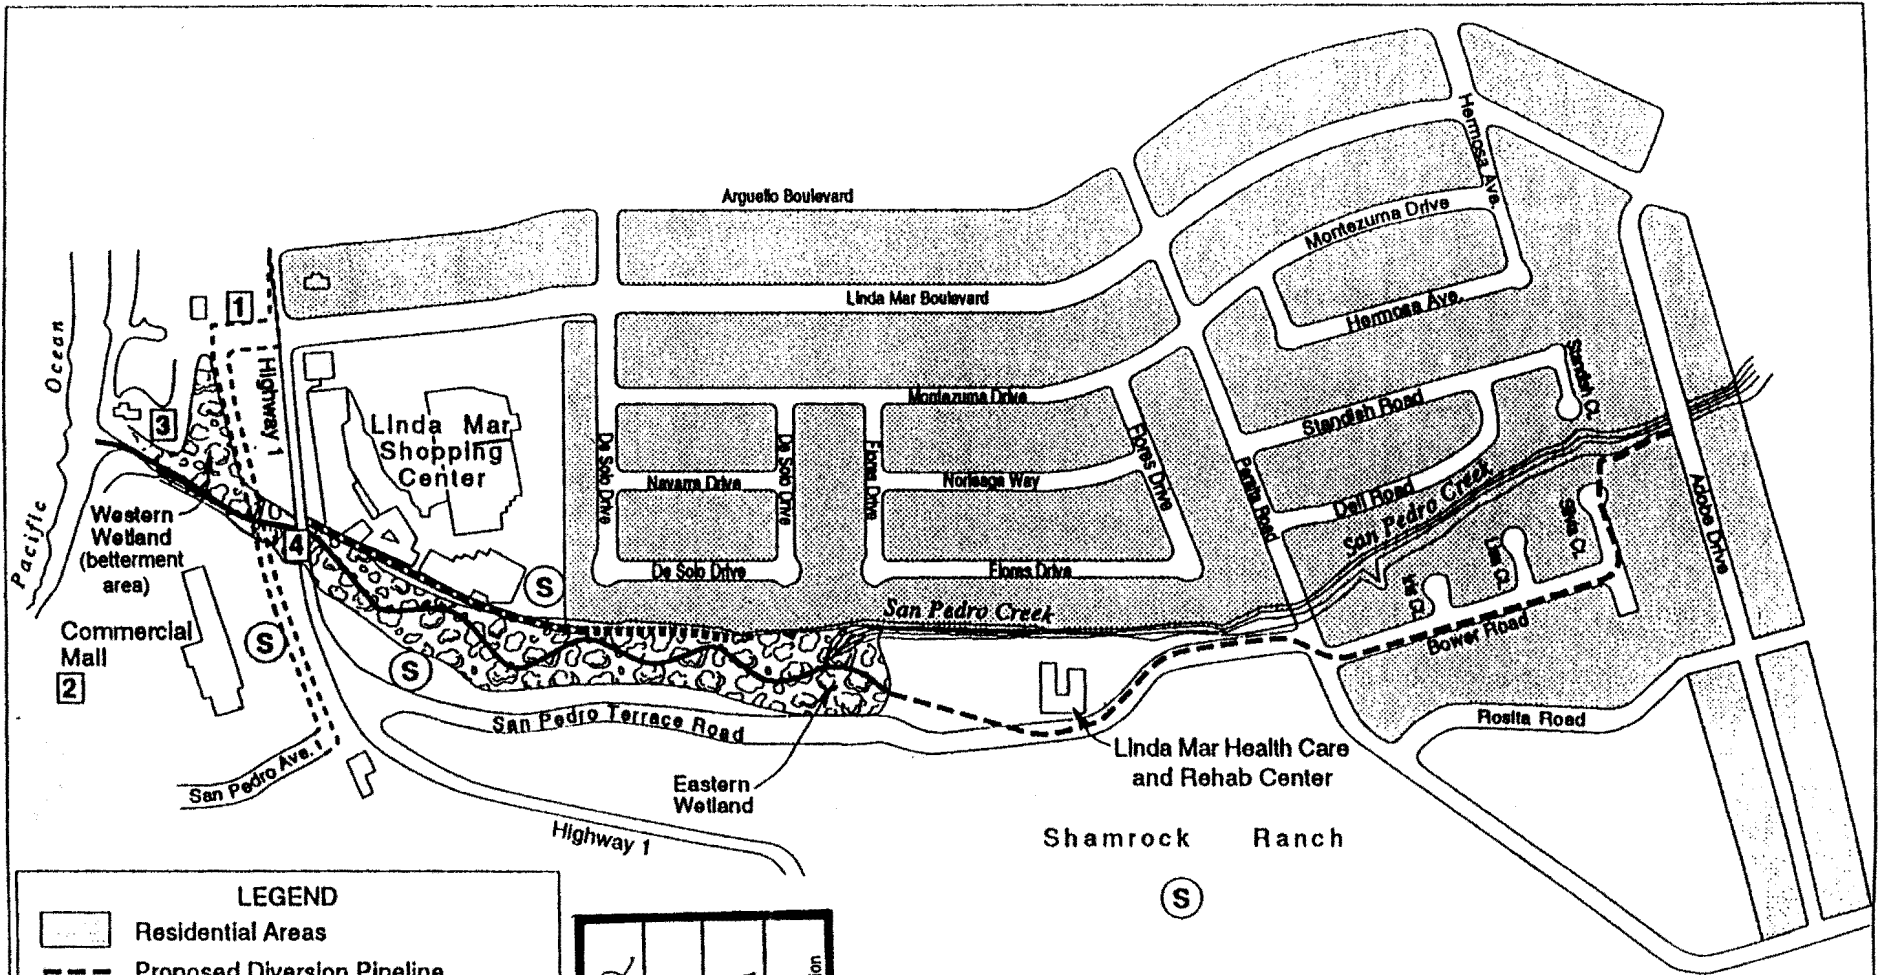 Arguello Boulevard
Hermosa Ave.
Montezuma Drive
Linda Mar Boulevard
Hermosa Ave.
1
Pacific Ocean
Highway 1
3
Linda Mar
Shopping
Center
Montezuma Drive
Standish Road
Standish Ct.
De Solo Drive
De Solo Drive
Flores Drive
Flores Drive
Navarra Drive
Noriega Way
Peralta Road
Dell Road
San Pedro Creek
Adobe Drive
Western
Wetland
(betterment
area)
4
De Solo Drive
Flores Drive
S
San Pedro Creek
Bower Road
Commercial
Mall
2
S
S
San Pedro Terrace Road
Rosita Road
San Pedro Ave.
Eastern
Wetland
Linda Mar Health Care
and Rehab Center
Highway 1
Shamrock Ranch
S
LEGEND
Residential Areas
Proposed Diversion Pipeline